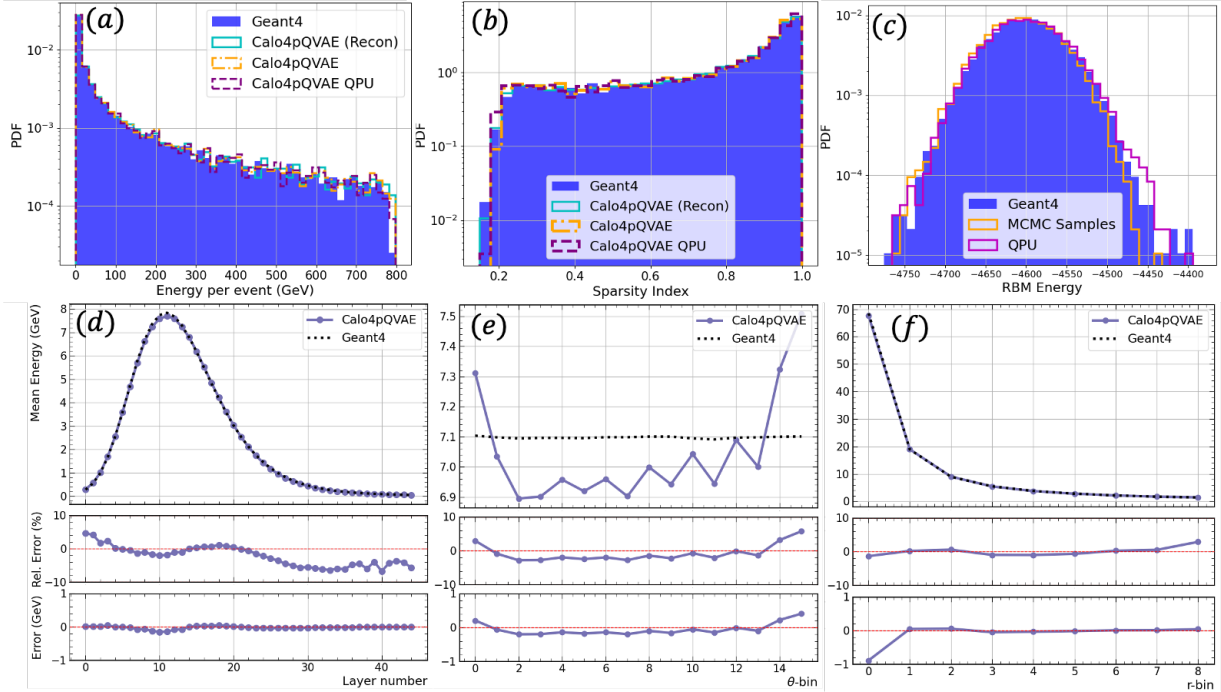 (a)
Geant4
Calo4pQVAE (Recon)
Calo4pQVAE
Calo4pQVAE QPU
10⁻²
10⁻³
10⁻⁴
PDF
0 100 200 300 400 500 600 700 800
Energy per event (GeV)
(b)
Geant4
Calo4pQVAE (Recon)
Calo4pQVAE
Calo4pQVAE QPU
10⁰
10⁻¹
10⁻²
PDF
0.2 0.4 0.6 0.8 1.0
Sparsity Index
(c)
Geant4
MCMC Samples
QPU
10⁻²
10⁻³
10⁻⁴
10⁻⁵
PDF
−4750 −4700 −4650 −4600 −4550 −4500 −4450 −4400
RBM Energy
(d)
Calo4pQVAE
Geant4
Mean Energy (GeV)
8
7
6
5
4
3
2
1
0
Rel. Error (%)
10
0
−10
Error (GeV)
1
0
−1
0 10 20 30 40
Layer number
(e)
Calo4pQVAE
Geant4
7.5
7.4
7.3
7.2
7.1
7.0
6.9
10
0
−10
1
0
−1
0 2 4 6 8 10 12 14
θ-bin
(f)
Calo4pQVAE
Geant4
70
60
50
40
30
20
10
0
10
0
−10
1
0
−1
0 1 2 3 4 5 6 7 8
r-bin